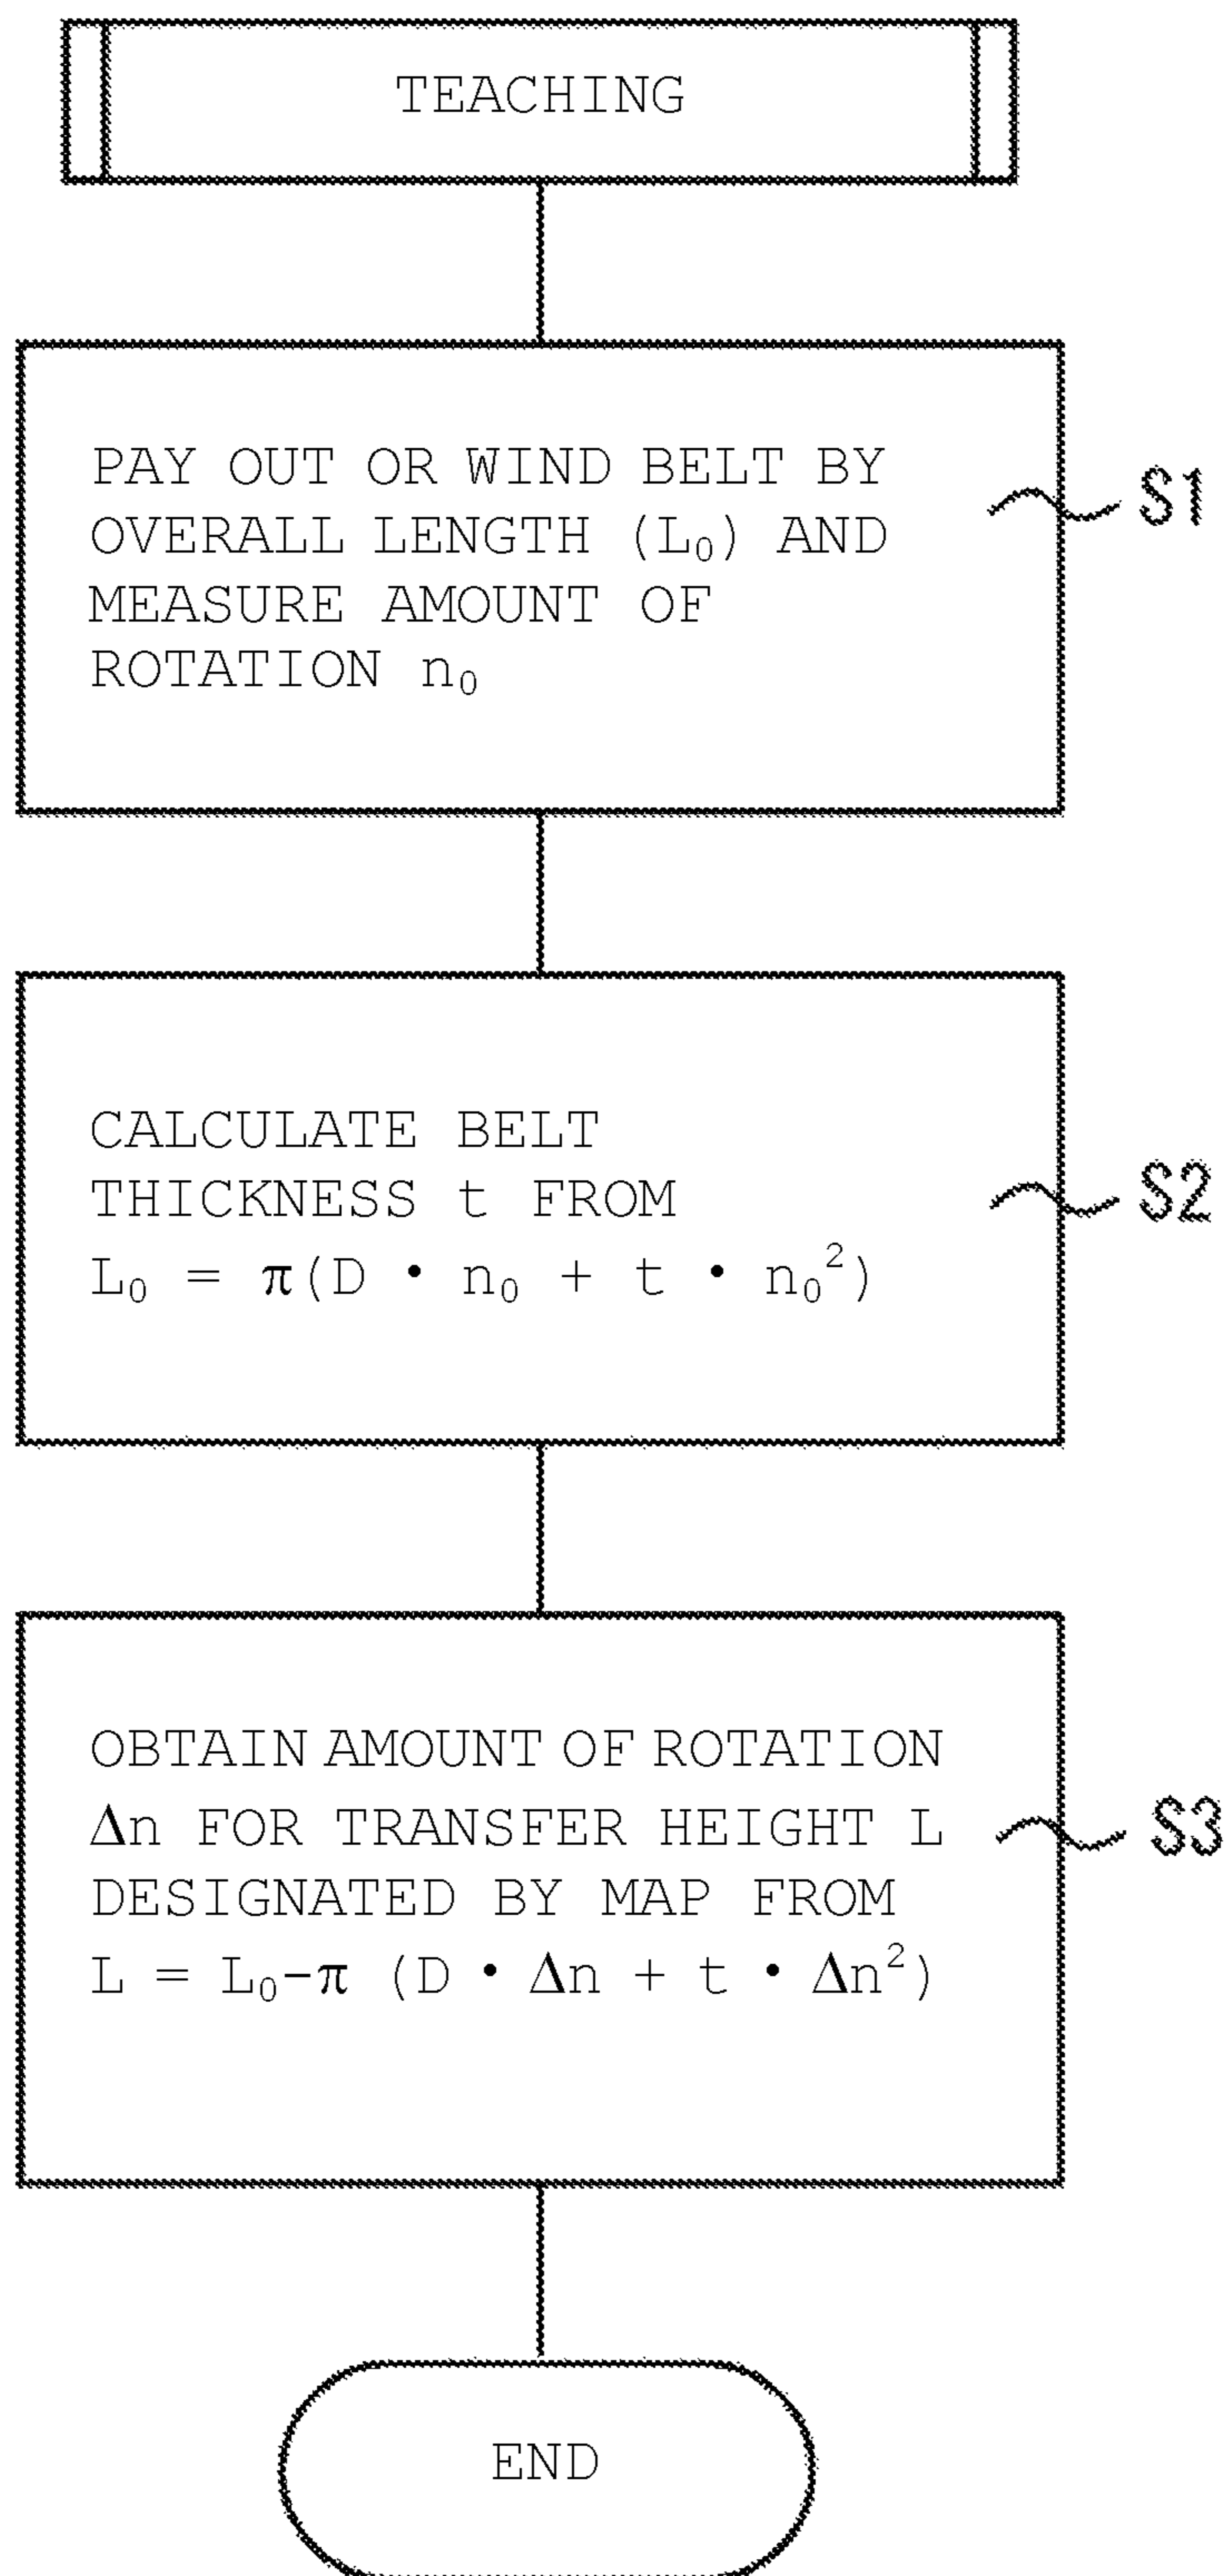 TEACHING
PAY OUT OR WIND BELT BY
OVERALL LENGTH (L₀) AND
MEASURE AMOUNT OF
ROTATION n₀
S1
CALCULATE BELT
THICKNESS t FROM
L₀ = π(D • n₀ + t • n₀²)
S2
OBTAIN AMOUNT OF ROTATION
Δn FOR TRANSFER HEIGHT L
DESIGNATED BY MAP FROM
L = L₀-π (D • Δn + t • Δn²)
S3
END